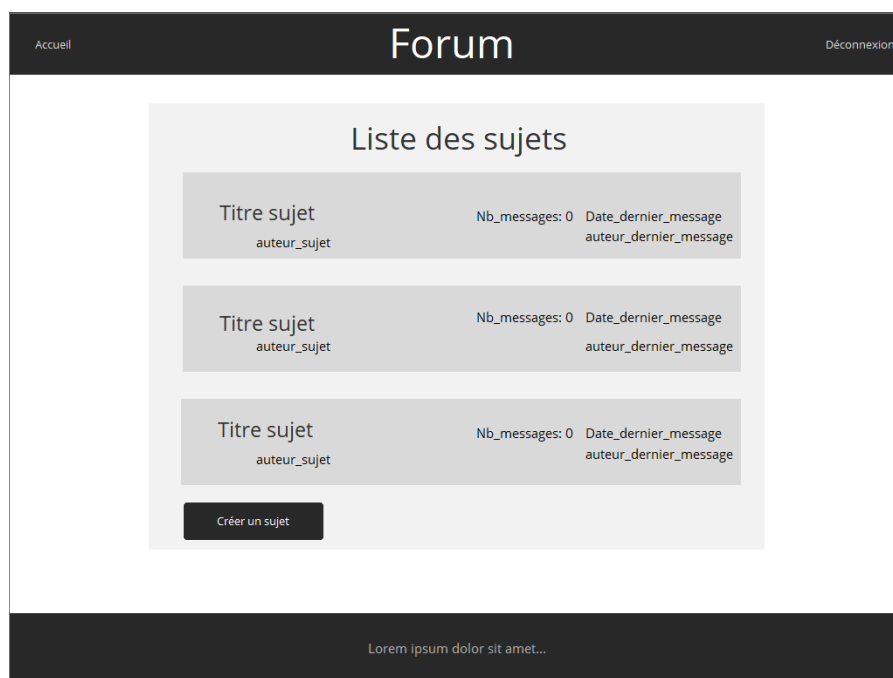 Accueil
Forum
Déconnexion
Liste des sujets
Titre sujet
auteur_sujet
Nb_messages: 0
Date_dernier_message
auteur_dernier_message
Titre sujet
auteur_sujet
Nb_messages: 0
Date_dernier_message
auteur_dernier_message
Titre sujet
auteur_sujet
Nb_messages: 0
Date_dernier_message
auteur_dernier_message
Créer un sujet
Lorem ipsum dolor sit amet...